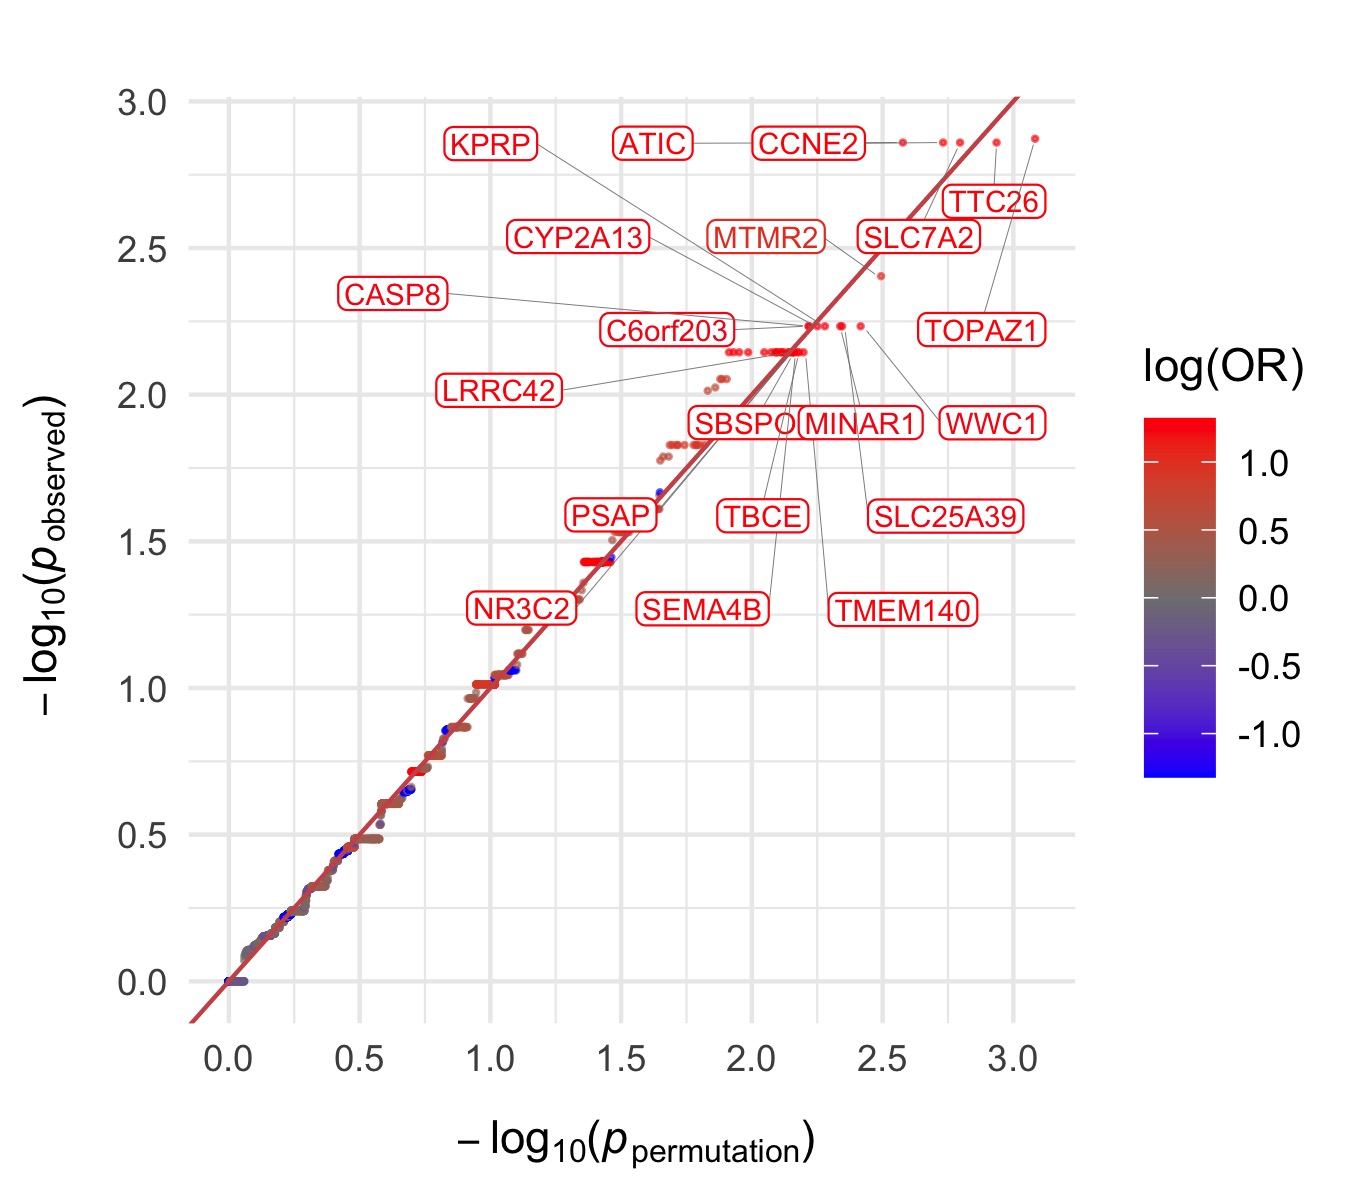 3.0
2.5
2.0
1.5
1.0
0.5
0.0
−log10(pobserved)
KPRP
ATIC
CCNE2
TTC26
CYP2A13
MTMR2
SLC7A2
CASP8
C6orf203
TOPAZ1
LRRC42
SBSPO
MINAR1
WWC1
PSAP
TBCE
SLC25A39
NR3C2
SEMA4B
TMEM140
0.0 0.5 1.0 1.5 2.0 2.5 3.0
−log10(ppermutation)
log(OR)
1.0
0.5
0.0
-0.5
-1.0